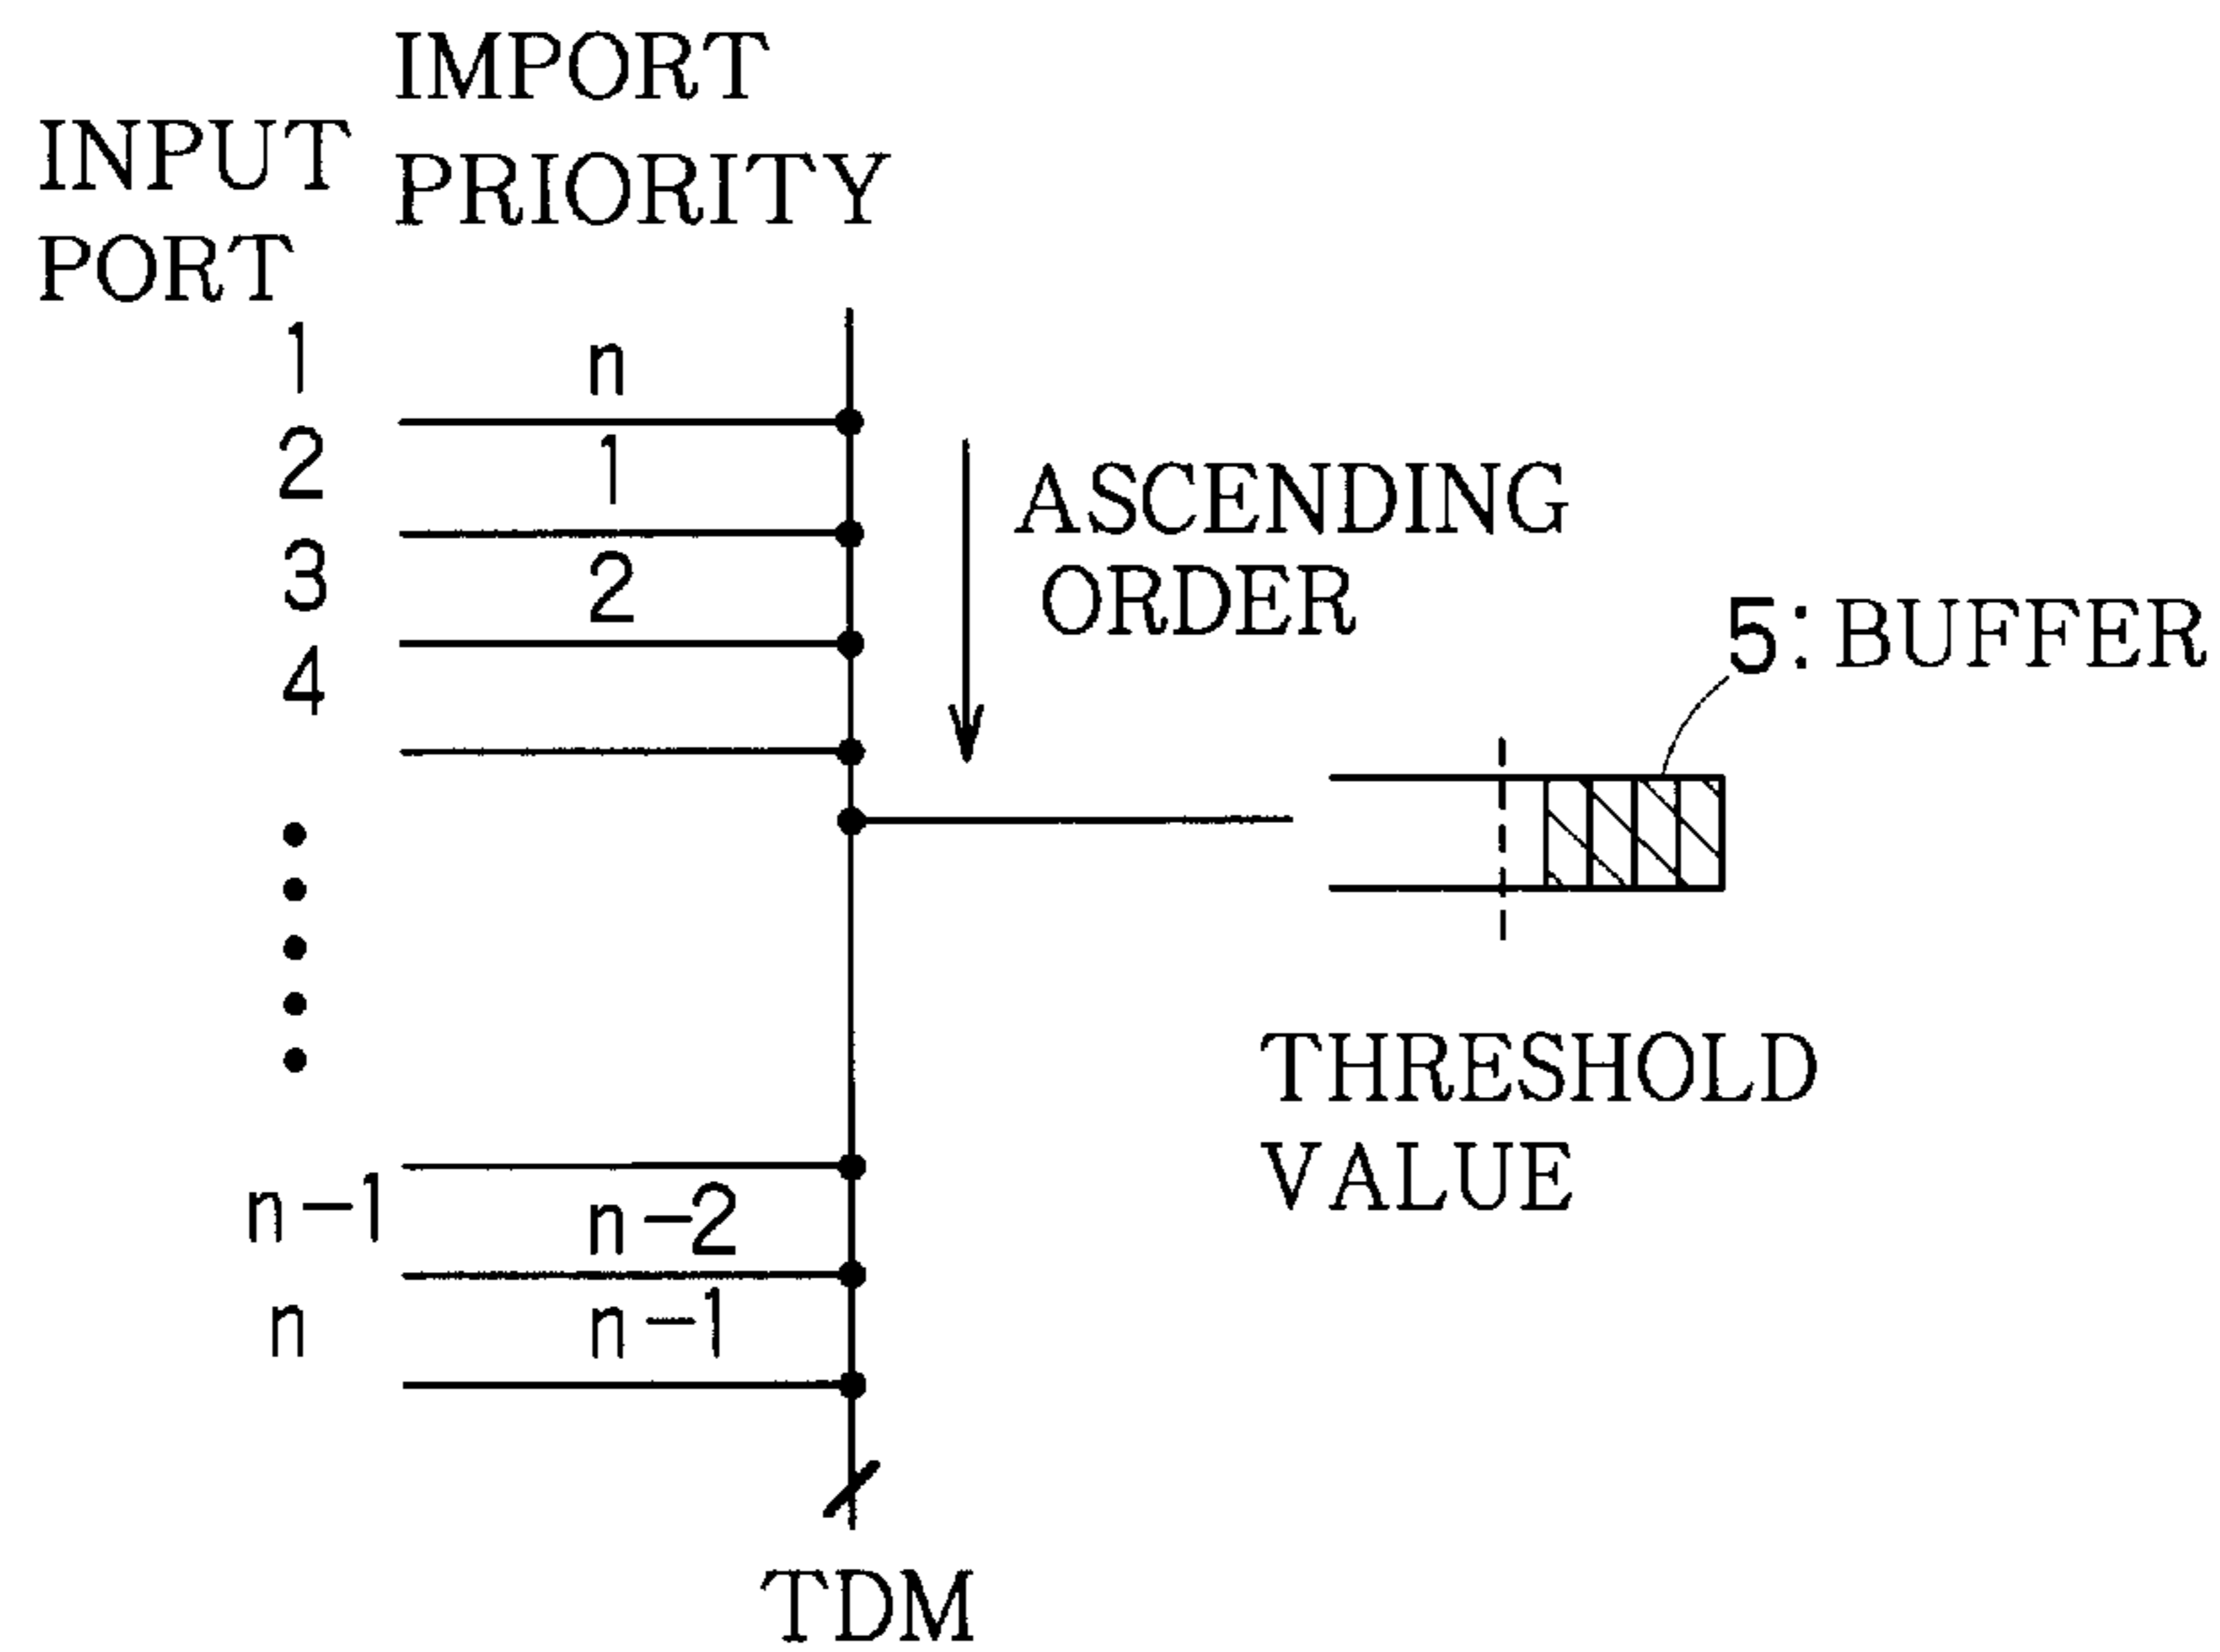 IMPORT
PRIORITY
INPUT
PORT
1
n
2
1
3
2
4
ASCENDING
ORDER
5:BUFFER
THRESHOLD
VALUE
n-1
n-2
n
n-1
TDM